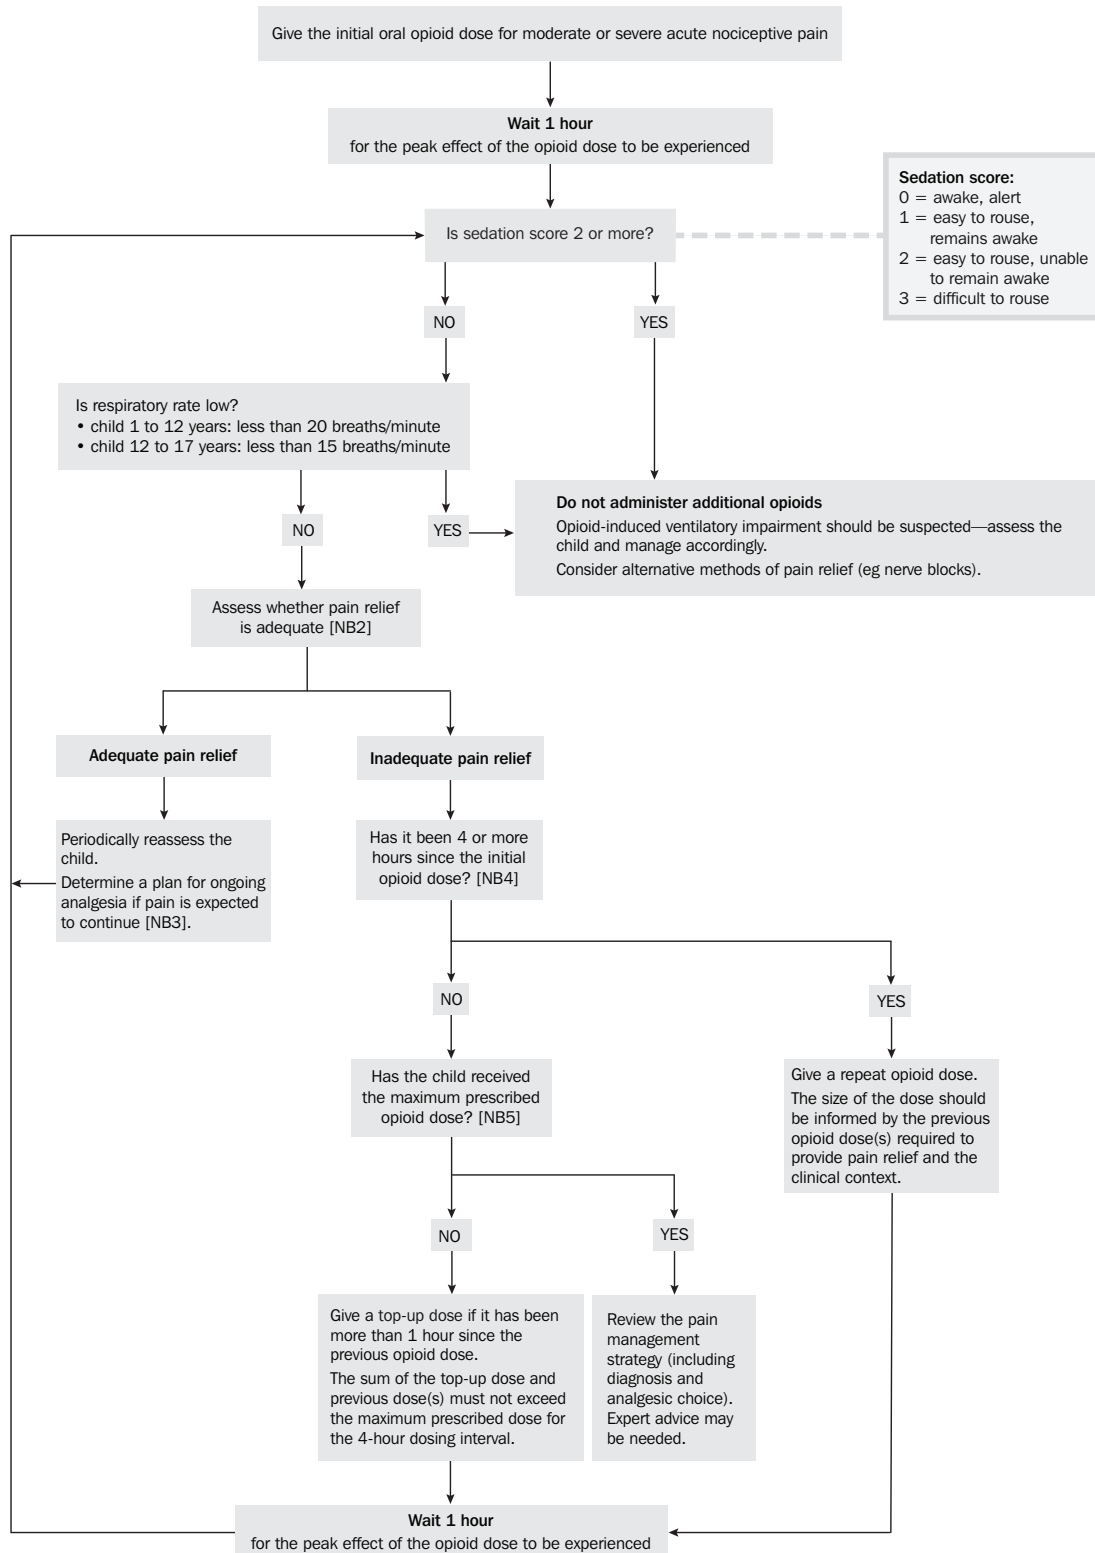 Give the initial oral opioid dose for moderate or severe acute nociceptive pain
Wait 1 hour
for the peak effect of the opioid dose to be experienced
Is sedation score 2 or more?
Sedation score:
0 = awake, alert
1 = easy to rouse,
remains awake
2 = easy to rouse, unable
to remain awake
3 = difficult to rouse
NO
YES
Is respiratory rate low?
• child 1 to 12 years: less than 20 breaths/minute
• child 12 to 17 years: less than 15 breaths/minute
NO
YES
Do not administer additional opioids
Opioid-induced ventilatory impairment should be suspected—assess the
child and manage accordingly.
Consider alternative methods of pain relief (eg nerve blocks).
Assess whether pain relief
is adequate [NB2]
Adequate pain relief
Inadequate pain relief
Periodically reassess the
child.
Determine a plan for ongoing
analgesia if pain is expected
to continue [NB3].
Has it been 4 or more
hours since the initial
opioid dose? [NB4]
NO
YES
Has the child received
the maximum prescribed
opioid dose? [NB5]
Give a repeat opioid dose.
The size of the dose should
be informed by the previous
opioid dose(s) required to
provide pain relief and the
clinical context.
NO
YES
Give a top-up dose if it has been
more than 1 hour since the
previous opioid dose.
The sum of the top-up dose and
previous dose(s) must not exceed
the maximum prescribed dose for
the 4-hour dosing interval.
Review the pain
management
strategy (including
diagnosis and
analgesic choice).
Expert advice may
be needed.
Wait 1 hour
for the peak effect of the opioid dose to be experienced